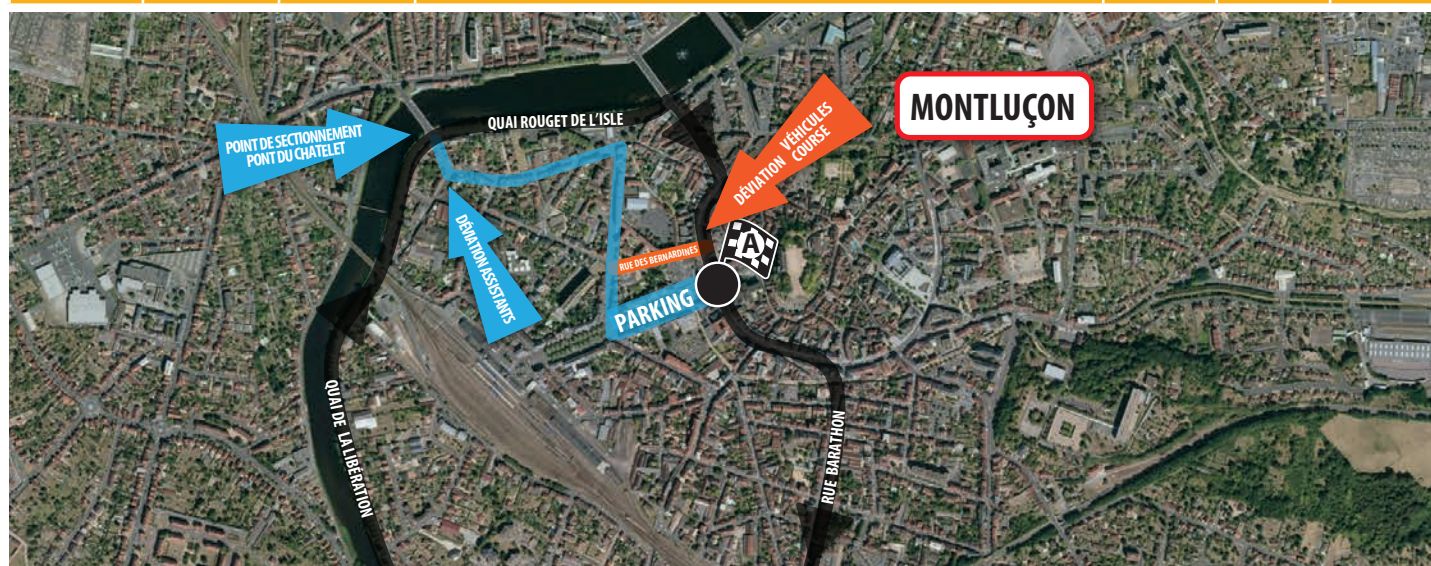 MONTLUÇON
QUAI ROUGET DE L'ISLE
POINT DE SECTIONNEMENT
PONT DU CHATELET
DÉVIATION VÉHICULES
COURSE
DÉVIATION ASSISTANTS
RUE DES BERNARDINES
A
PARKING
QUAI DE LA LIBÉRATION
RUE BARATHON